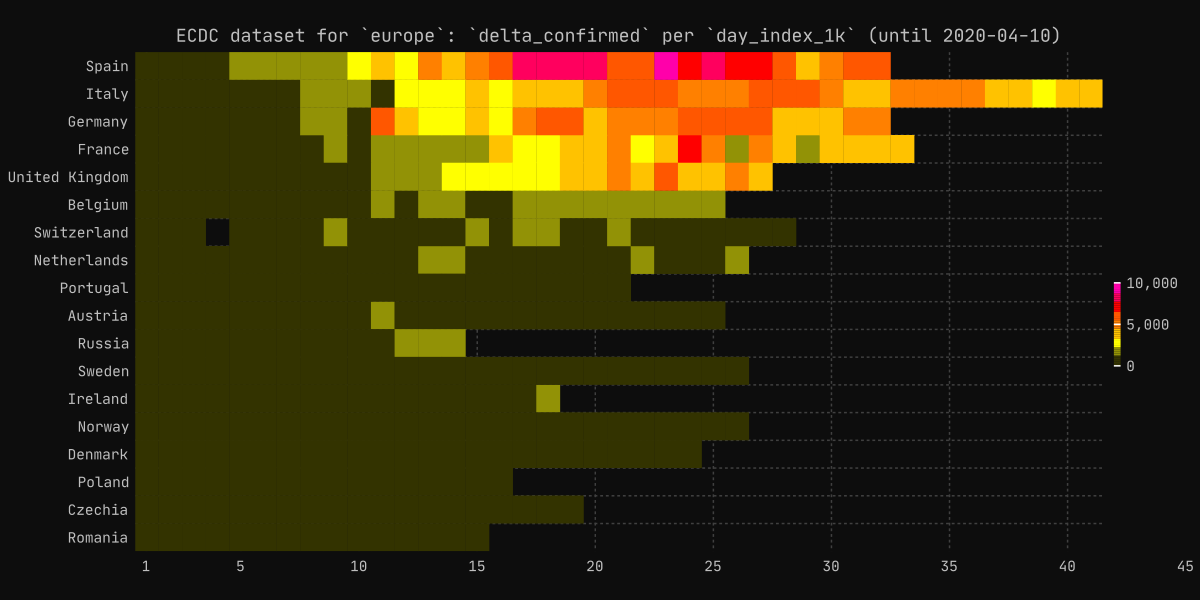 ECDC dataset for `europe`: `delta_confirmed` per `day_index_1k` (until 2020-04-10)
Spain
Italy
Germany
France
United Kingdom
Belgium
Switzerland
Netherlands
Portugal
Austria
Russia
Sweden
Ireland
Norway
Denmark
Poland
Czechia
Romania
10,000
5,000
0
1 5 10 15 20 25 30 35 40 45